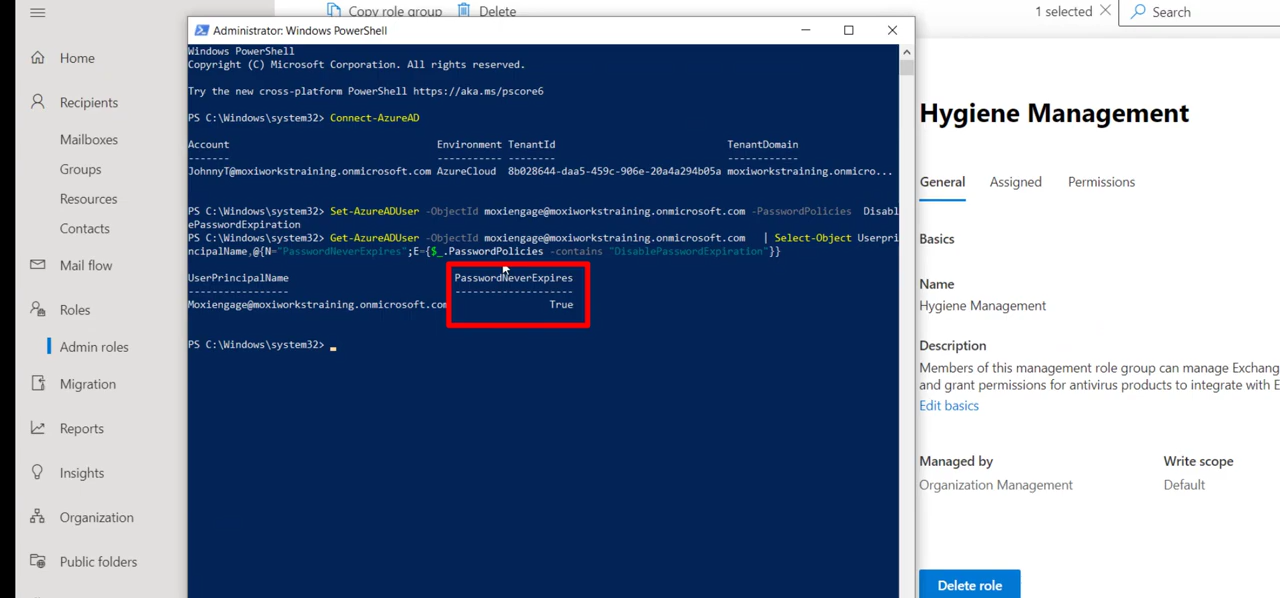 Copy role group
Delete
1 selected
Search
Home
Recipients
Mailboxes
Groups
Resources
Contacts
Mail flow
Roles
Admin roles
Migration
Reports
Insights
Organization
Public folders
Administrator: Windows PowerShell
Windows PowerShell
Copyright (C) Microsoft Corporation. All rights reserved.
Try the new cross-platform PowerShell https://aka.ms/pscore6
PS C:\Windows\system32> Connect-AzureAD
Account Environment TenantId TenantDomain
------- ----------- -------- ------------
JohnnyT@moxiworkstraining.onmicrosoft.com AzureCloud 8b028644-daa5-459c-906e-20a4a294b05a moxiworkstraining.onmicro...
PS C:\Windows\system32> Set-AzureADUser -ObjectId moxiengage@moxiworkstraining.onmicrosoft.com -PasswordPolicies Disabl
ePasswordExpiration
PS C:\Windows\system32> Get-AzureADUser -ObjectId moxiengage@moxiworkstraining.onmicrosoft.com | Select-Object Userpri
ncipalName,@{N="PasswordNeverExpires";E={$_.PasswordPolicies -contains "DisablePasswordExpiration"}}
UserPrincipalName PasswordNeverExpires
----------------- --------------------
Moxiengage@moxiworkstraining.onmicrosoft.com True
PS C:\Windows\system32>
Hygiene Management
General Assigned Permissions
Basics
Name
Hygiene Management
Description
Members of this management role group can manage Exchang
and grant permissions for antivirus products to integrate with E
Edit basics
Managed by Write scope
Organization Management Default
Delete role